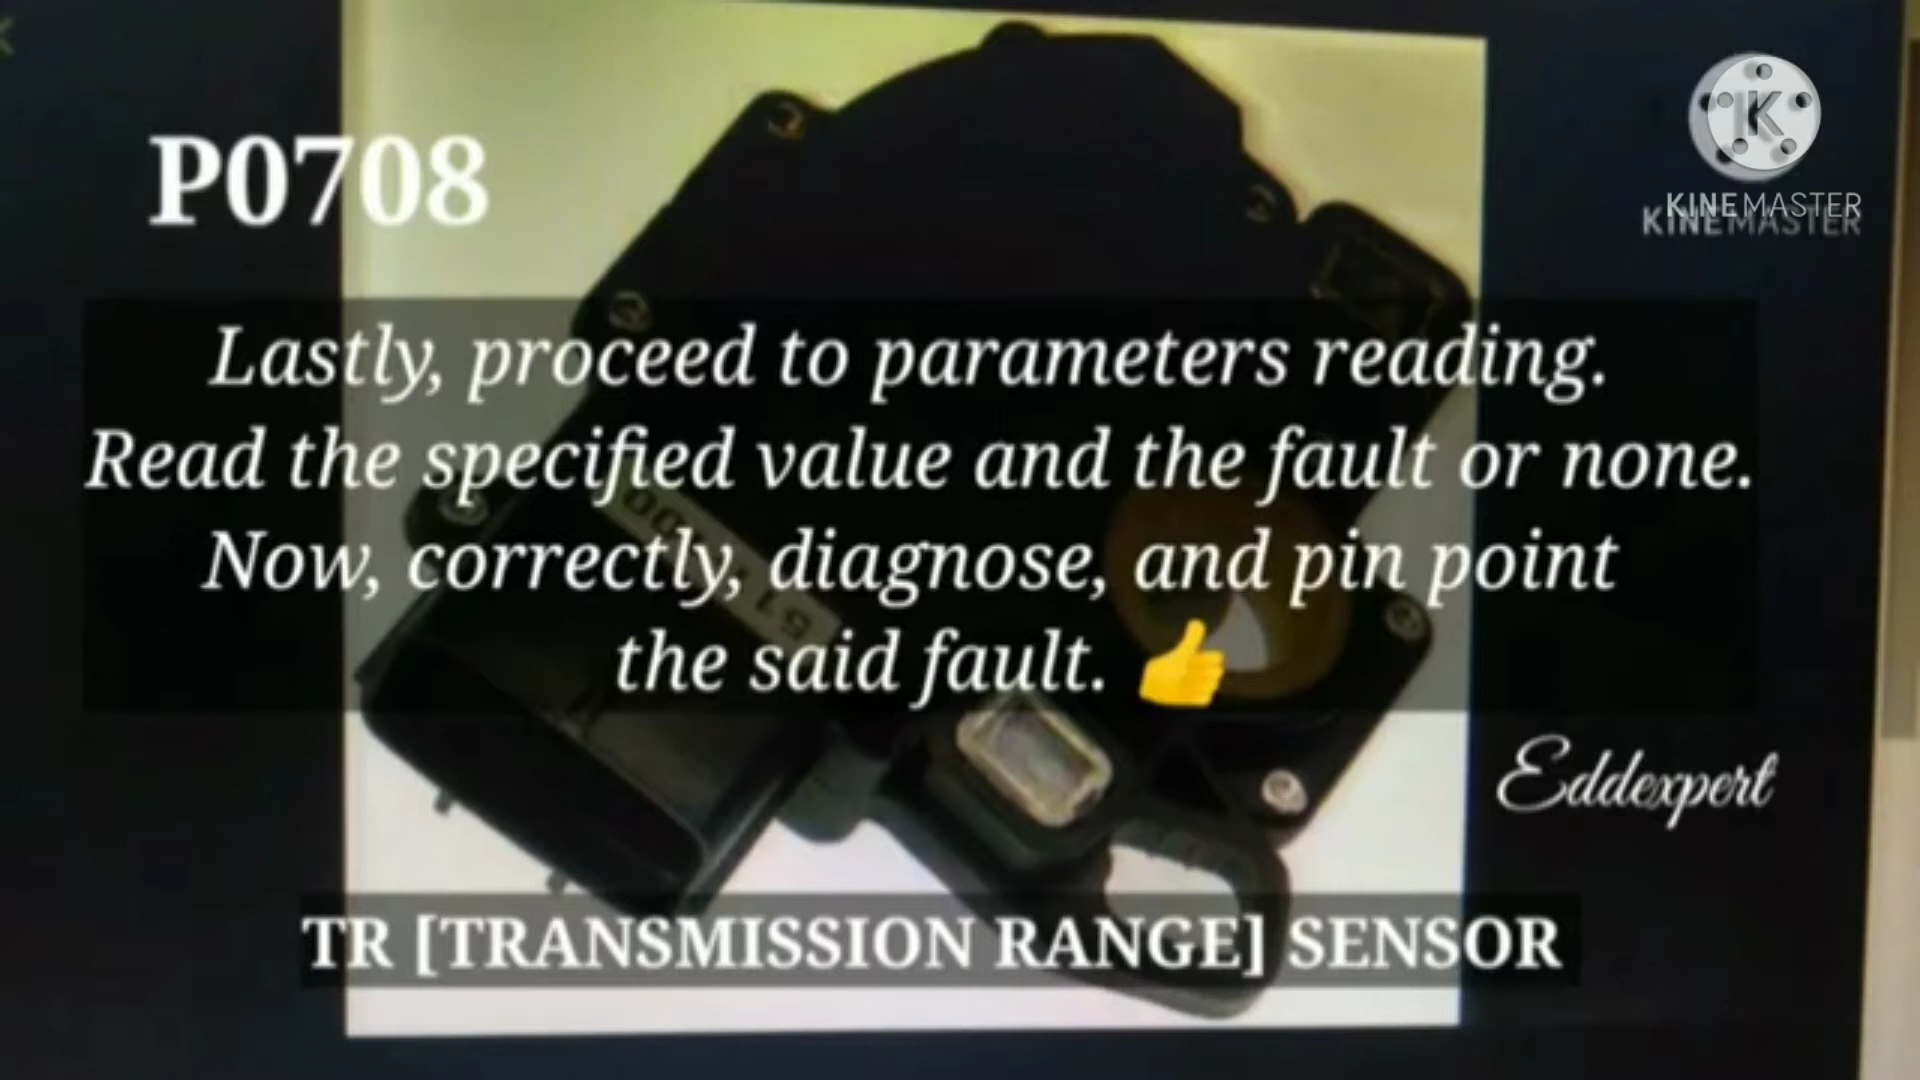 P0708
KINEMASTER
KINEMASTER
Lastly, proceed to parameters reading.
Read the specified value and the fault or none.
Now, correctly, diagnose, and pin point
the said fault. 👍
Eddexpert
TR [TRANSMISSION RANGE] SENSOR